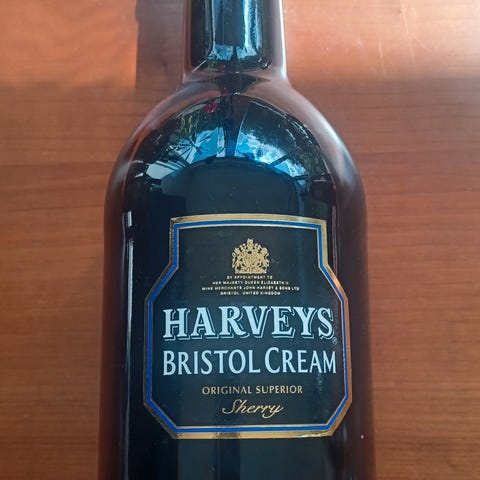 BY APPOINTMENT TO
HER MAJESTY QUEEN ELIZABETH II
WINE MERCHANTS JOHN HARVEY & SONS LTD
BRISTOL UNITED KINGDOM
HARVEYS
BRISTOL CREAM
ORIGINAL SUPERIOR
Sherry